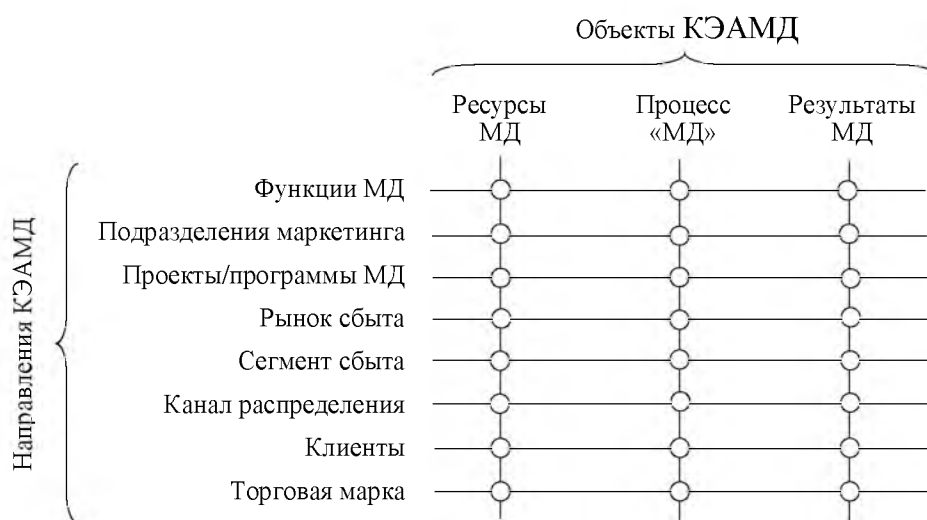 Объекты КЭАМД
Ресурсы
МД
Процесс
«МД»
Результаты
МД
Направления КЭАМД
Функции МД
Подразделения маркетинга
Проекты/программы МД
Рынок сбыта
Сегмент сбыта
Канал распределения
Клиенты
Торговая марка